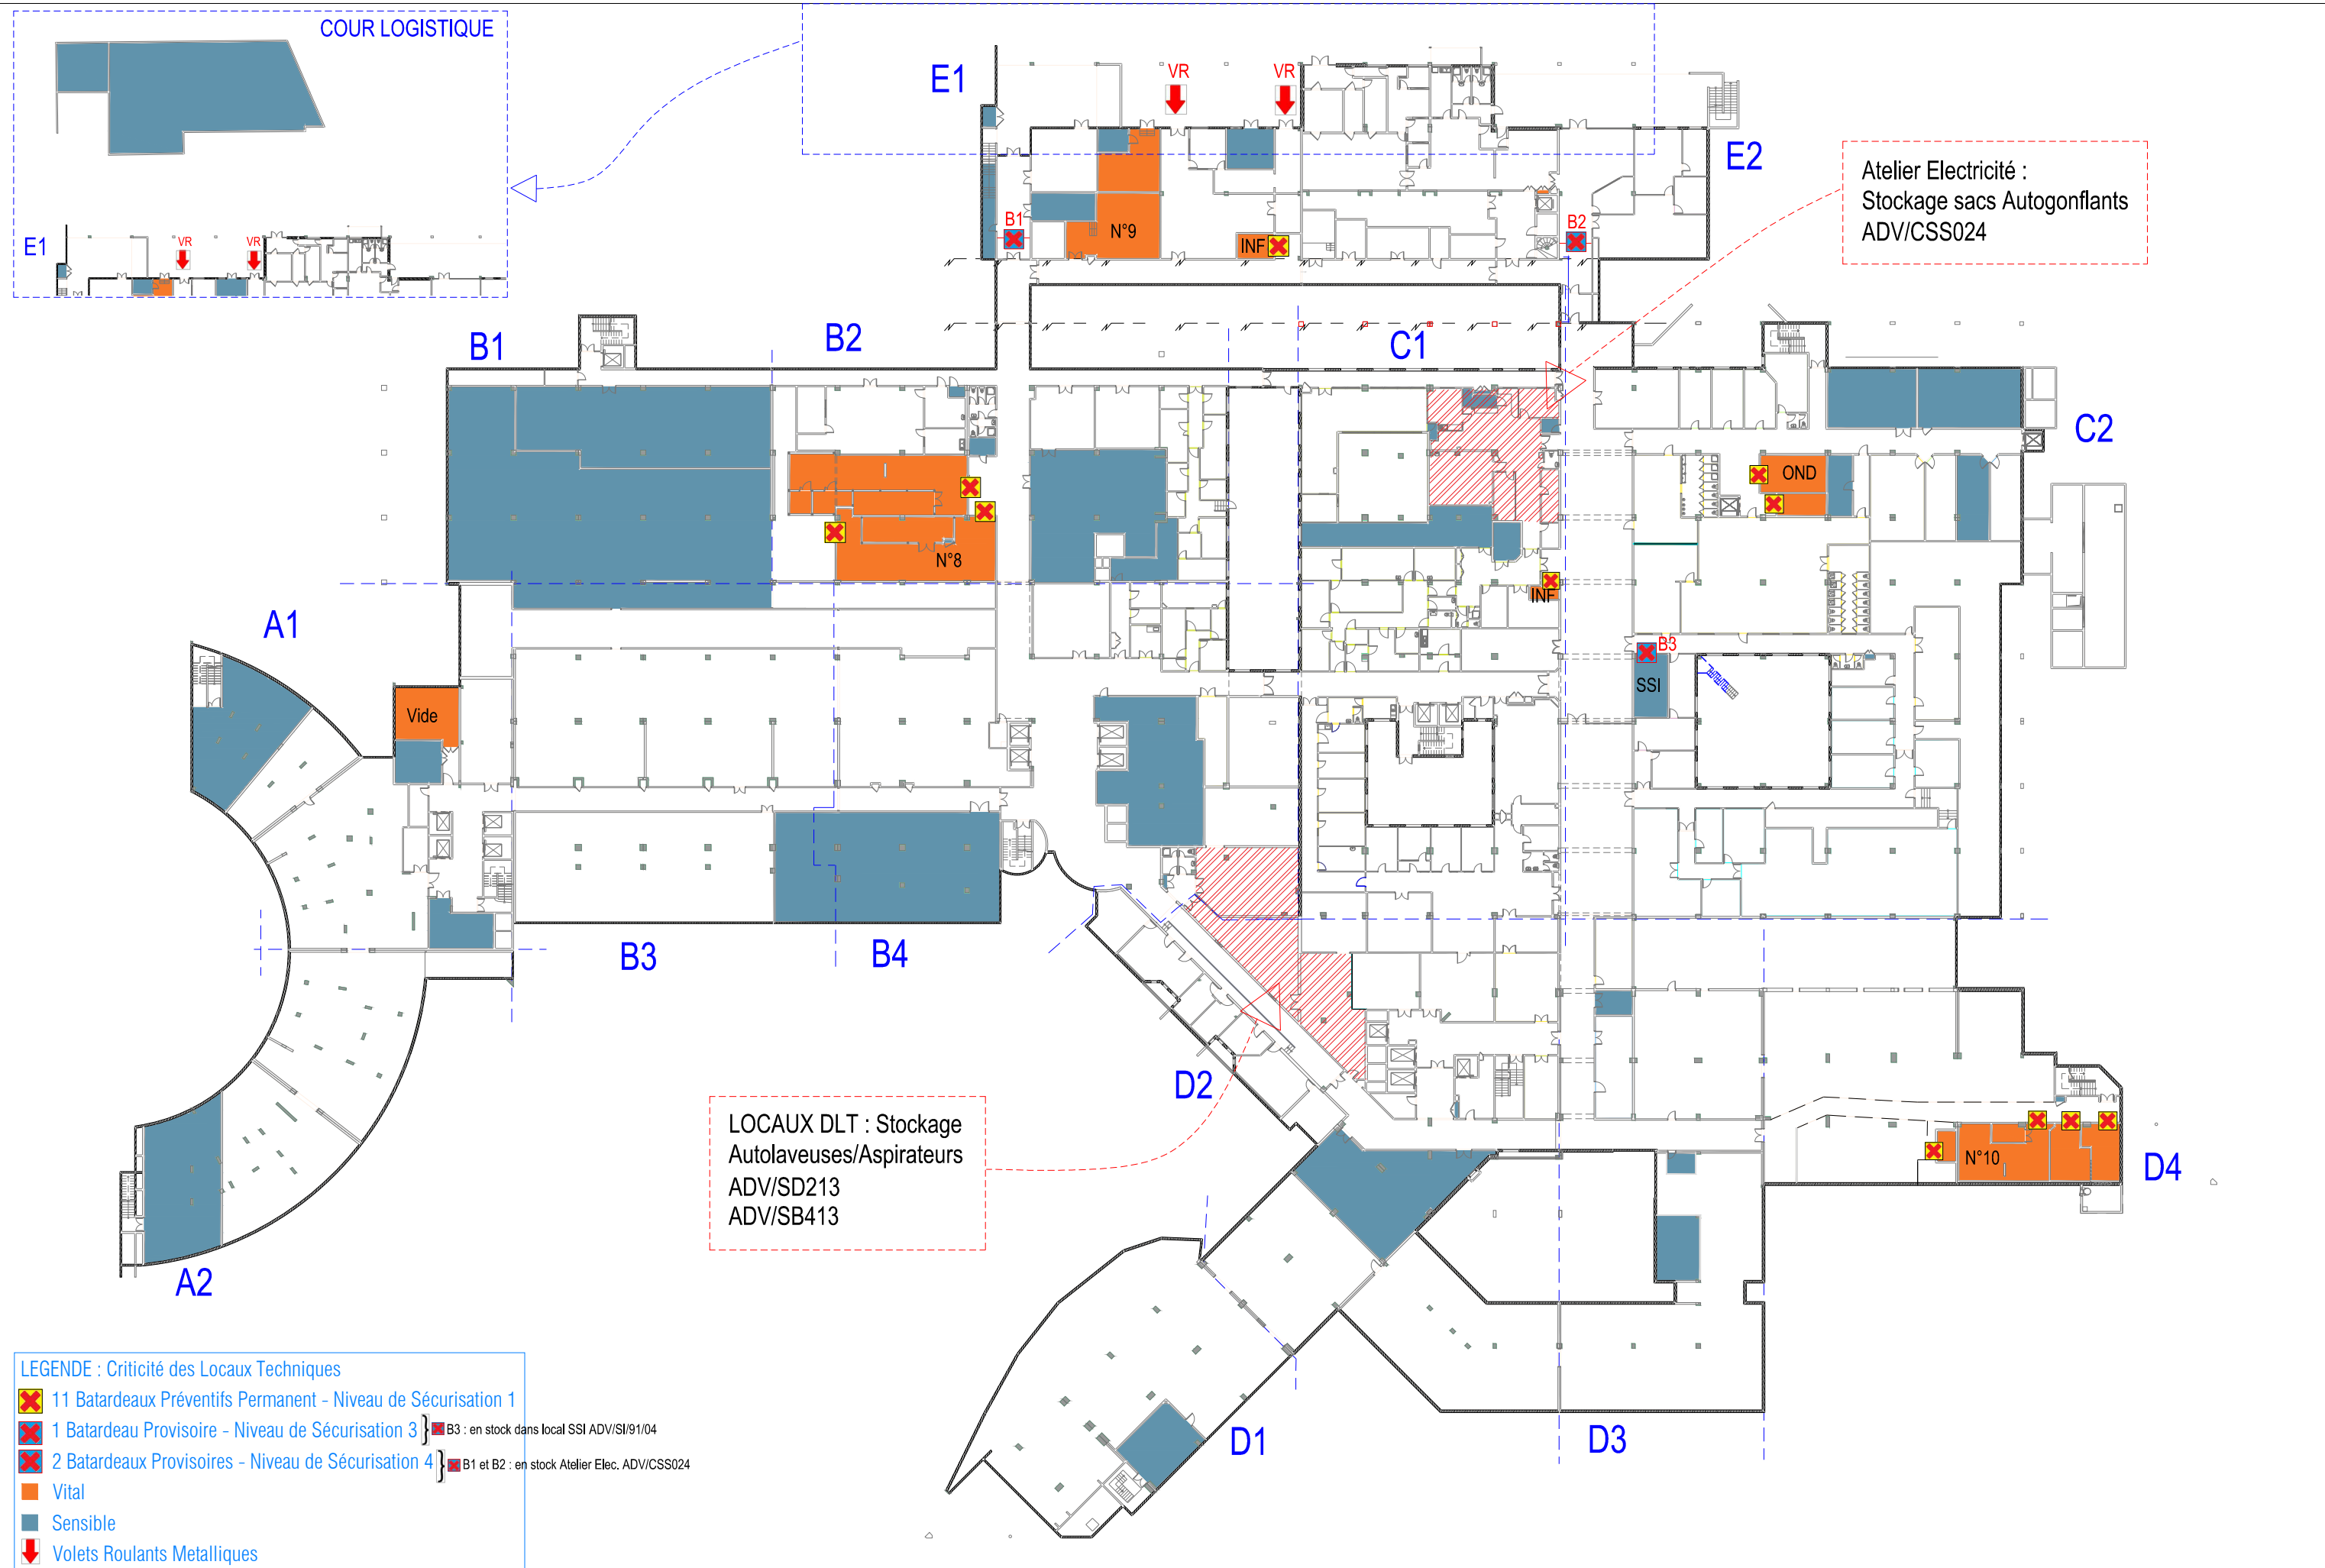 COUR LOGISTIQUE
E1
VR
VR
E1
VR
VR
E2
Atelier Electricité :
Stockage sacs Autogonflants
ADV/CSS024
B1
N°9
INF
B2
B1
B2
C1
C2
OND
N°8
INF
A1
B3
SSI
Vide
B3
B4
D2
LOCAUX DLT : Stockage
Autolaveuses/Aspirateurs
ADV/SD213
ADV/SB413
N°10
D4
A2
D1
D3
LEGENDE : Criticité des Locaux Techniques
11 Batardeaux Préventifs Permanent - Niveau de Sécurisation 1
1 Batardeau Provisoire - Niveau de Sécurisation 3 } B3 : en stock dans local SSI ADV/SI/91/04
2 Batardeaux Provisoires - Niveau de Sécurisation 4 } B1 et B2 : en stock Atelier Elec. ADV/CSS024
Vital
Sensible
Volets Roulants Metalliques